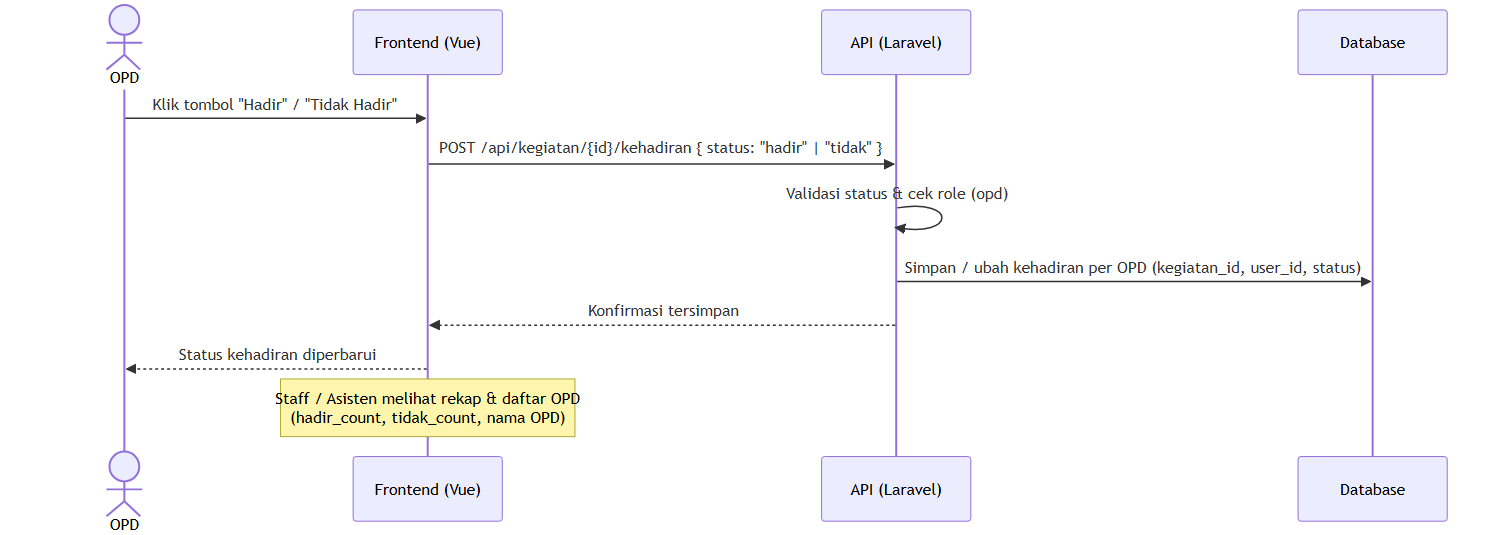 OPD
Frontend (Vue)
API (Laravel)
Database
Klik tombol "Hadir" / "Tidak Hadir"
POST /api/kegiatan/{id}/kehadiran { status: "hadir" | "tidak" }
Validasi status & cek role (opd)
Simpan / ubah kehadiran per OPD (kegiatan_id, user_id, status)
Konfirmasi tersimpan
Status kehadiran diperbarui
Staff / Asisten melihat rekap & daftar OPD
(hadir_count, tidak_count, nama OPD)
OPD
Frontend (Vue)
API (Laravel)
Database